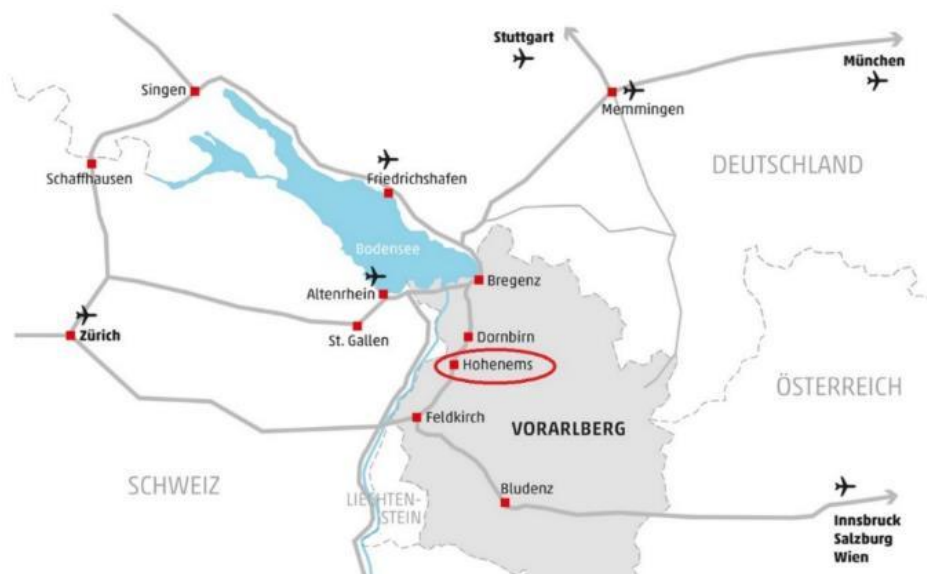 Stuttgart
München
Singen
Memmingen
DEUTSCHLAND
Schaffhausen
Friedrichshafen
Bodensee
Bregenz
Altenrhein
Zürich
St. Gallen
Dornbirn
Hohenems
ÖSTERREICH
Feldkirch
VORARLBERG
SCHWEIZ
Bludenz
LIECHTEN-
STEIN
Innsbruck
Salzburg
Wien